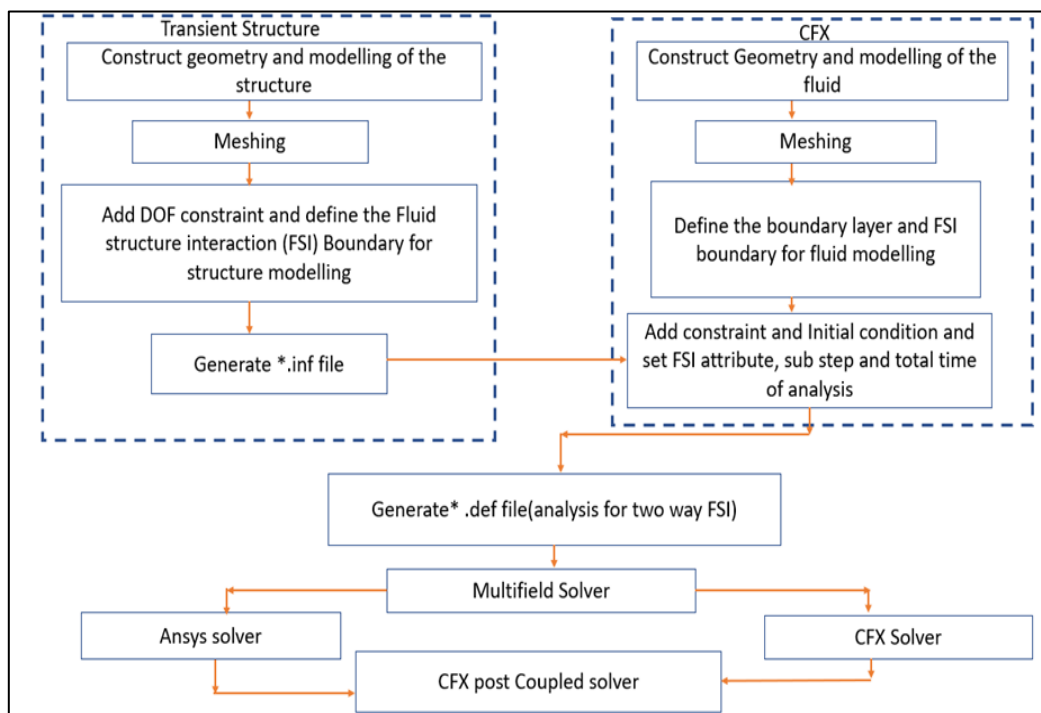 Transient Structure
Construct geometry and modelling of the
structure
Meshing
Add DOF constraint and define the Fluid
structure interaction (FSI) Boundary for
structure modelling
Generate *.inf file
CFX
Construct Geometry and modelling of the
fluid
Meshing
Define the boundary layer and FSI
boundary for fluid modelling
Add constraint and Initial condition and
set FSI attribute, sub step and total time
of analysis
Generate* .def file(analysis for two way FSI)
Multifield Solver
Ansys solver
CFX Solver
CFX post Coupled solver